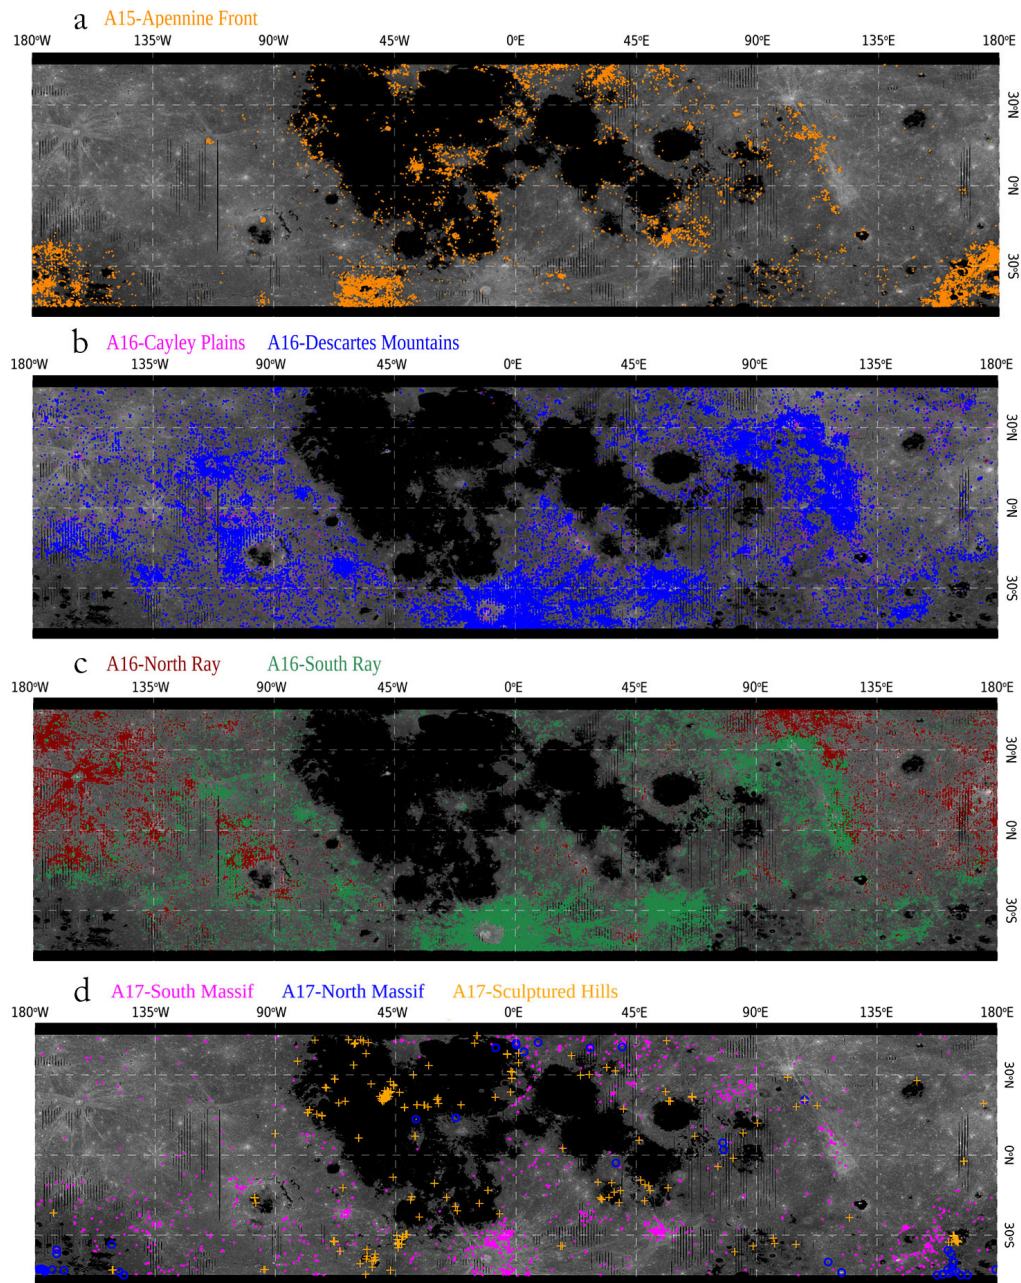 a A15-Apennine Front
180°W 135°W 90°W 45°W 0°E 45°E 90°E 135°E 180°E
30°N
0°N
30°S
b A16-Cayley Plains A16-Descartes Mountains
180°W 135°W 90°W 45°W 0°E 45°E 90°E 135°E 180°E
30°N
0°N
30°S
c A16-North Ray A16-South Ray
180°W 135°W 90°W 45°W 0°E 45°E 90°E 135°E 180°E
30°N
0°N
30°S
d A17-South Massif A17-North Massif A17-Sculptured Hills
180°W 135°W 90°W 45°W 0°E 45°E 90°E 135°E 180°E
30°N
0°N
30°S